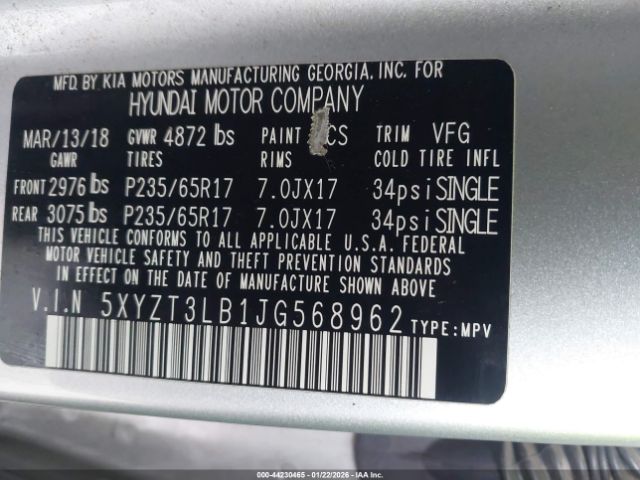 MFD. BY KIA MOTORS MANUFACTURING GEORGIA, INC. FOR
HYUNDAI MOTOR COMPANY
MAR/13/18 GVWR 4872 lbs PAINT CS TRIM VFG
GAWR TIRES RIMS COLD TIRE INFL
FRONT 2976 lbs P235/65R17 7.0JX17 34psi SINGLE
REAR 3075 lbs P235/65R17 7.0JX17 34psi SINGLE
THIS VEHICLE CONFORMS TO ALL APPLICABLE U.S.A. FEDERAL
MOTOR VEHICLE SAFETY AND THEFT PREVENTION STANDARDS
IN EFFECT ON THE DATE OF MANUFACTURE SHOWN ABOVE
V.I.N 5XYZT3LB1JG568962 TYPE:MPV
000-44230465 - 01/22/2026 - IAAHEADQUARTERS